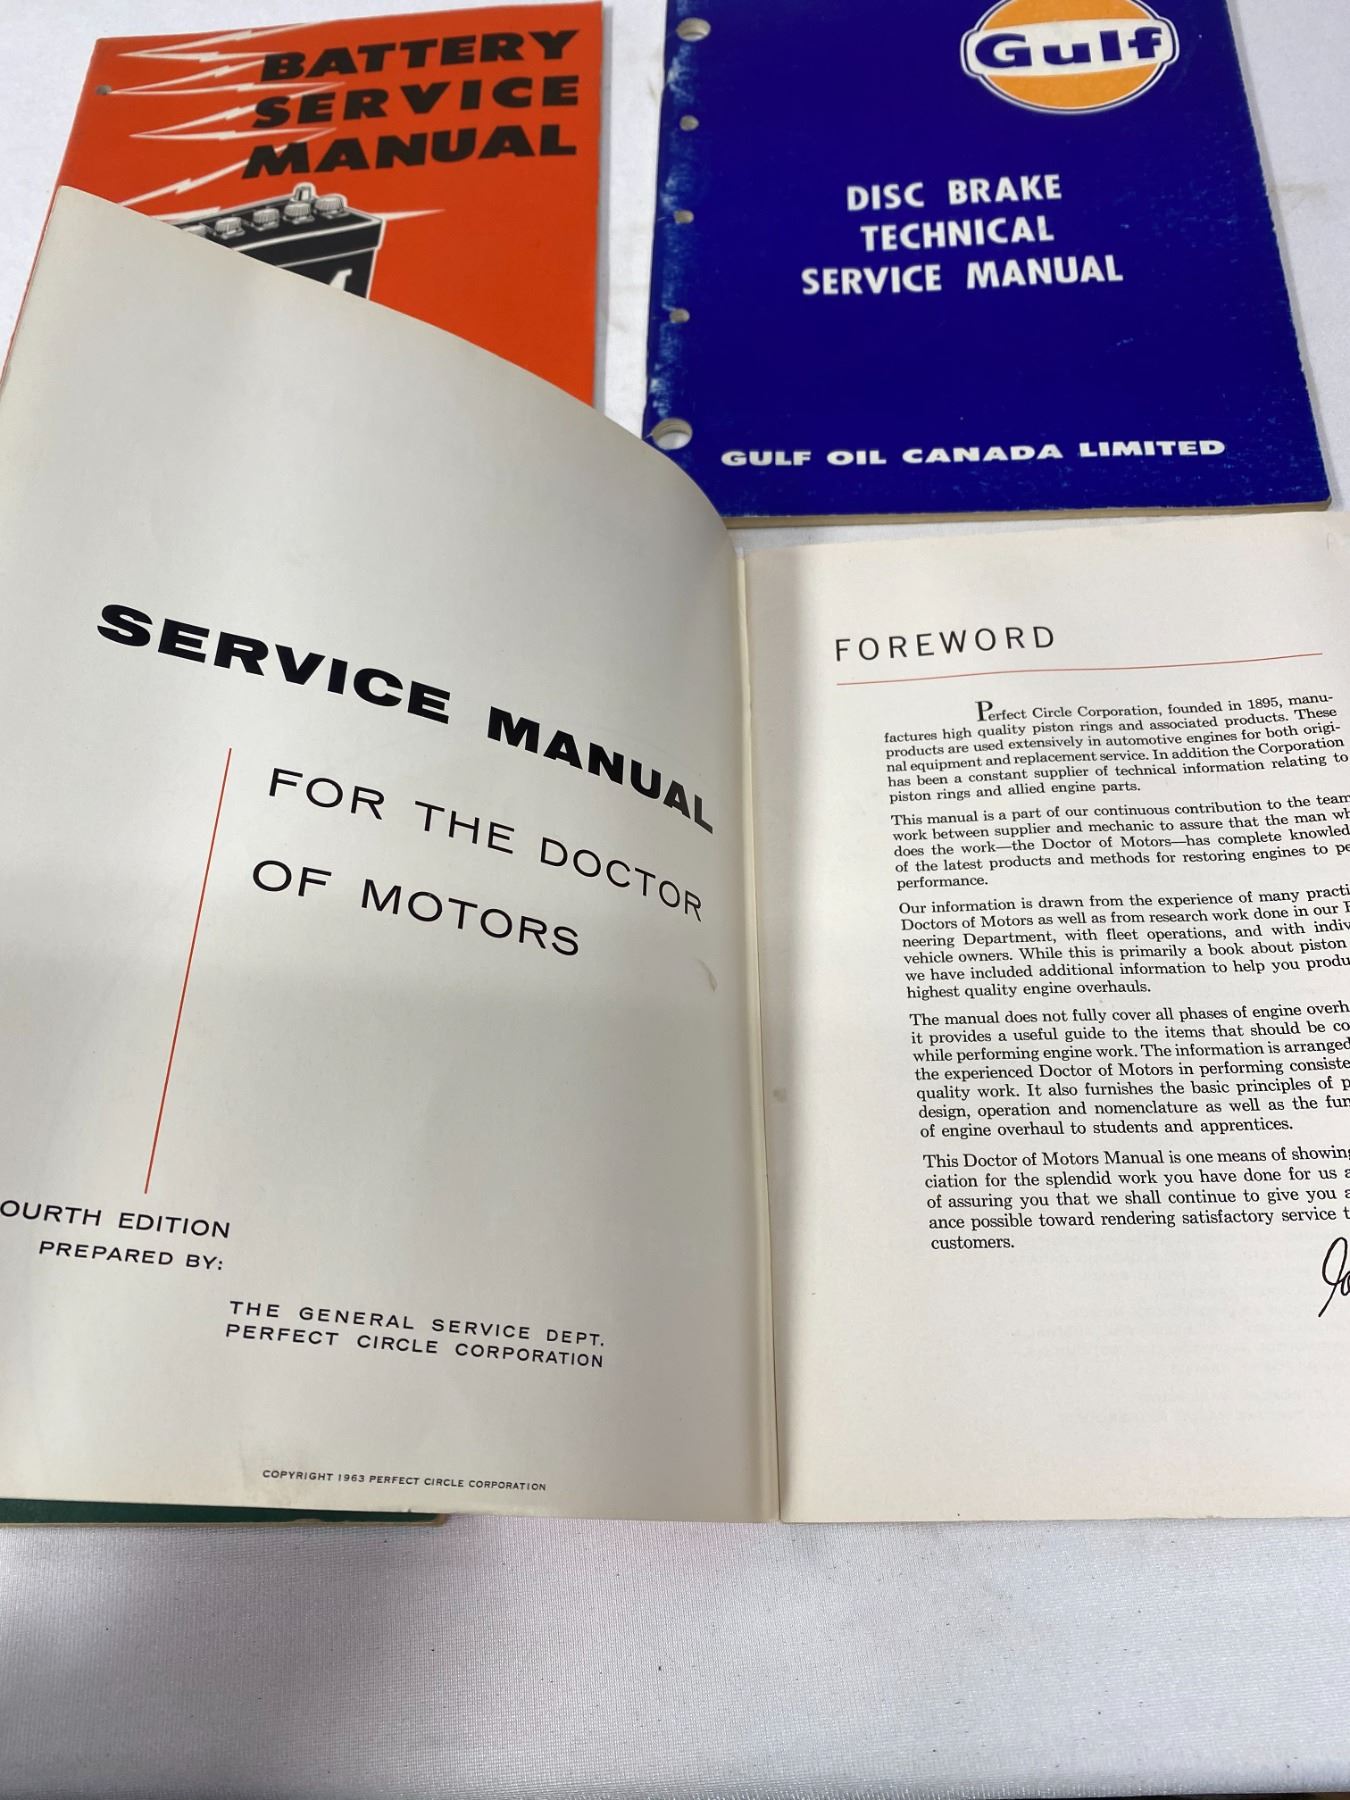 BATTERY
SERVICE
MANUAL
Gulf
DISC BRAKE
TECHNICAL
SERVICE MANUAL
GULF OIL CANADA LIMITED
SERVICE MANUAL
FOR THE DOCTOR
OF MOTORS
OURTH EDITION
PREPARED BY:
THE GENERAL SERVICE DEPT.
PERFECT CIRCLE CORPORATION
COPYRIGHT 1963 PERFECT CIRCLE CORPORATION
FOREWORD
Perfect Circle Corporation, founded in 1895, manu-
factures high quality piston rings and associated products. These
products are used extensively in automotive engines for both origi-
nal equipment and replacement service. In addition the Corporation
has been a constant supplier of technical information relating to
piston rings and allied engine parts.
This manual is a part of our continuous contribution to the team
work between supplier and mechanic to assure that the man wh
does the work—the Doctor of Motors—has complete knowled
of the latest products and methods for restoring engines to pe
performance.
Our information is drawn from the experience of many practi
Doctors of Motors as well as from research work done in our
neering Department, with fleet operations, and with indiv
vehicle owners. While this is primarily a book about piston
we have included additional information to help you produ
highest quality engine overhauls.
The manual does not fully cover all phases of engine overh
it provides a useful guide to the items that should be co
while performing engine work. The information is arranged
the experienced Doctor of Motors in performing consiste
quality work. It also furnishes the basic principles of p
design, operation and nomenclature as well as the fun
of engine overhaul to students and apprentices.
This Doctor of Motors Manual is one means of showing
ciation for the splendid work you have done for us a
of assuring you that we shall continue to give you a
ance possible toward rendering satisfactory service t
customers.